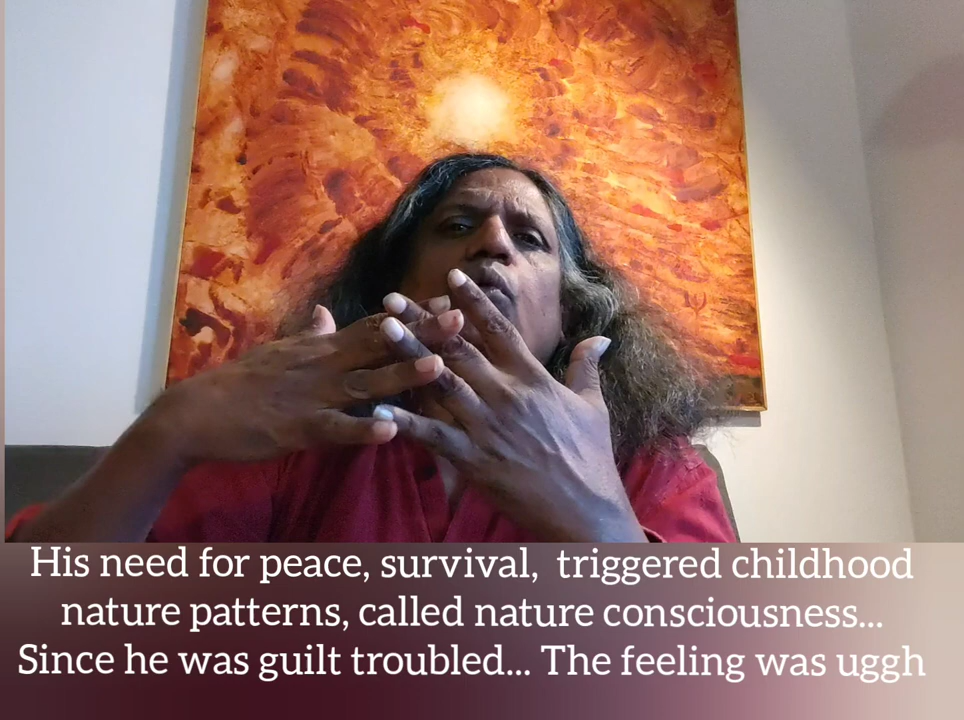 His need for peace, survival,  triggered childhood
nature patterns, called nature consciousness...
Since he was guilt troubled... The feeling was uggh